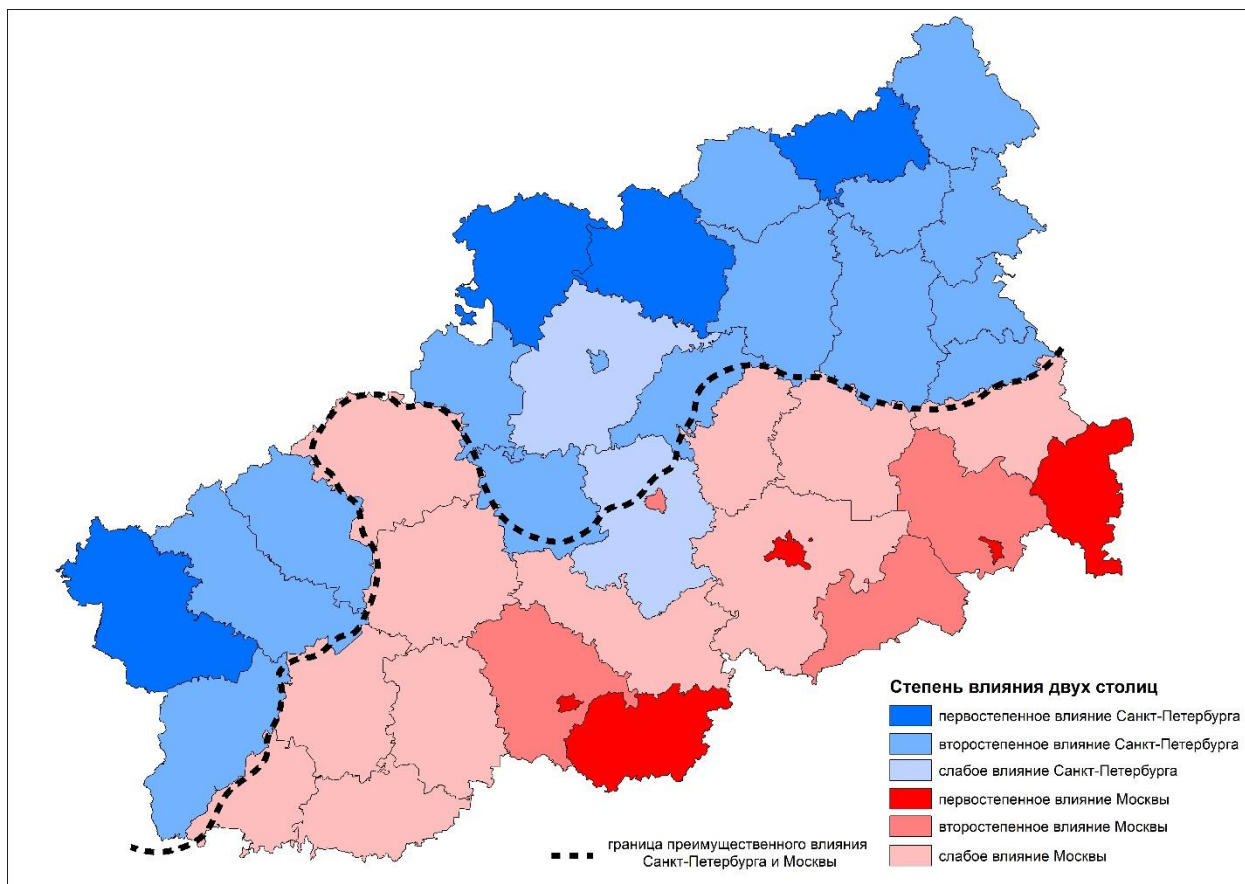 Степень влияния двух столиц
первостепенное влияние Санкт-Петербурга
второстепенное влияние Санкт-Петербурга
слабое влияние Санкт-Петербурга
первостепенное влияние Москвы
второстепенное влияние Москвы
слабое влияние Москвы
граница преимущественного влияния
Санкт-Петербурга и Москвы